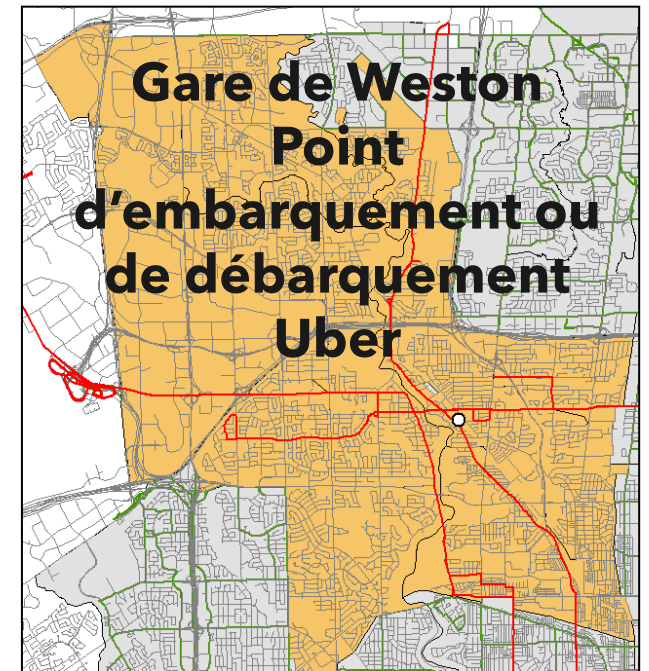 Gare de Weston
Point
d’embarquement ou
de débarquement
Uber